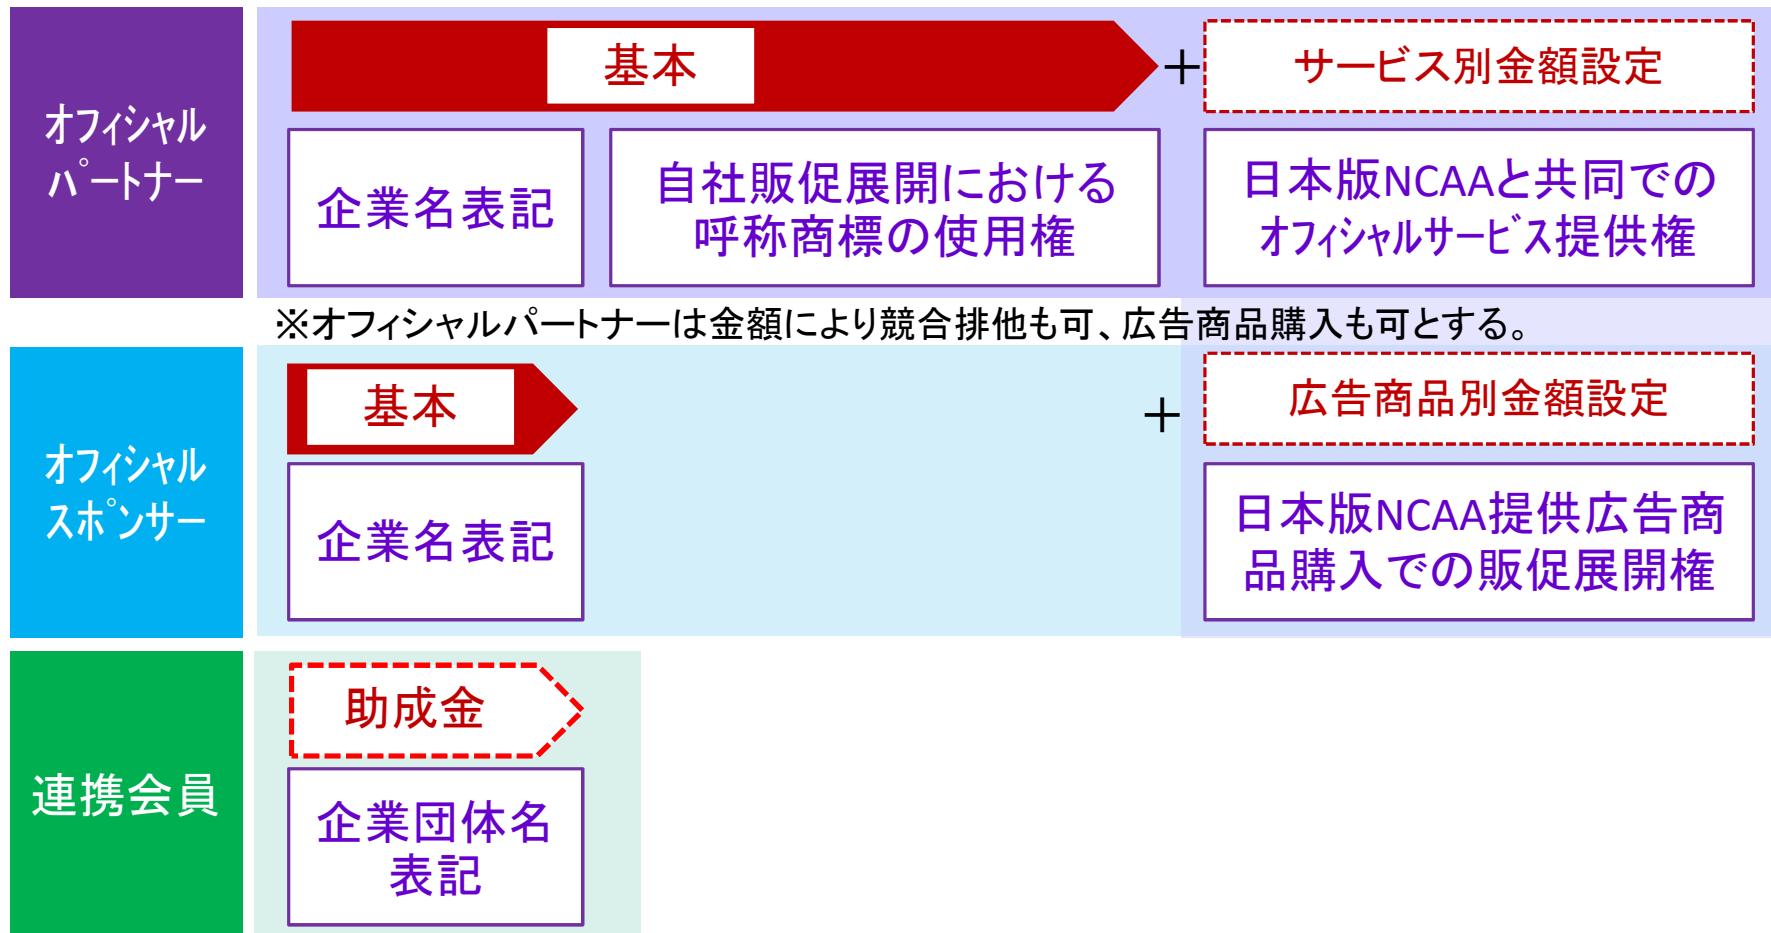 オフィシャル
パートナー
基本
+
サービス別金額設定
企業名表記
自社販促展開における
呼称商標の使用権
日本版NCAAと共同での
オフィシャルサービス提供権
※オフィシャルパートナーは金額により競合排他も可、広告商品購入も可とする。
オフィシャル
スポンサー
基本
+
広告商品別金額設定
企業名表記
日本版NCAA提供広告商
品購入での販促展開権
連携会員
助成金
企業団体名
表記